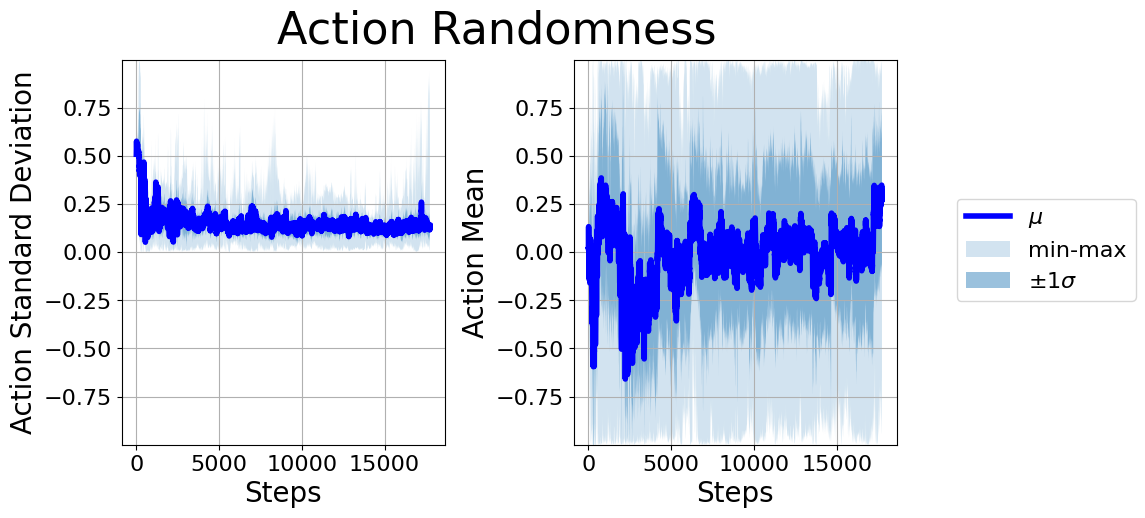 Action Randomness
Action Standard Deviation
0.75
0.50
0.25
0.00
−0.25
−0.50
−0.75
0 5000 10000 15000
Steps
Action Mean
0.75
0.50
0.25
0.00
−0.25
−0.50
−0.75
0 5000 10000 15000
Steps
μ
min-max
±1σ